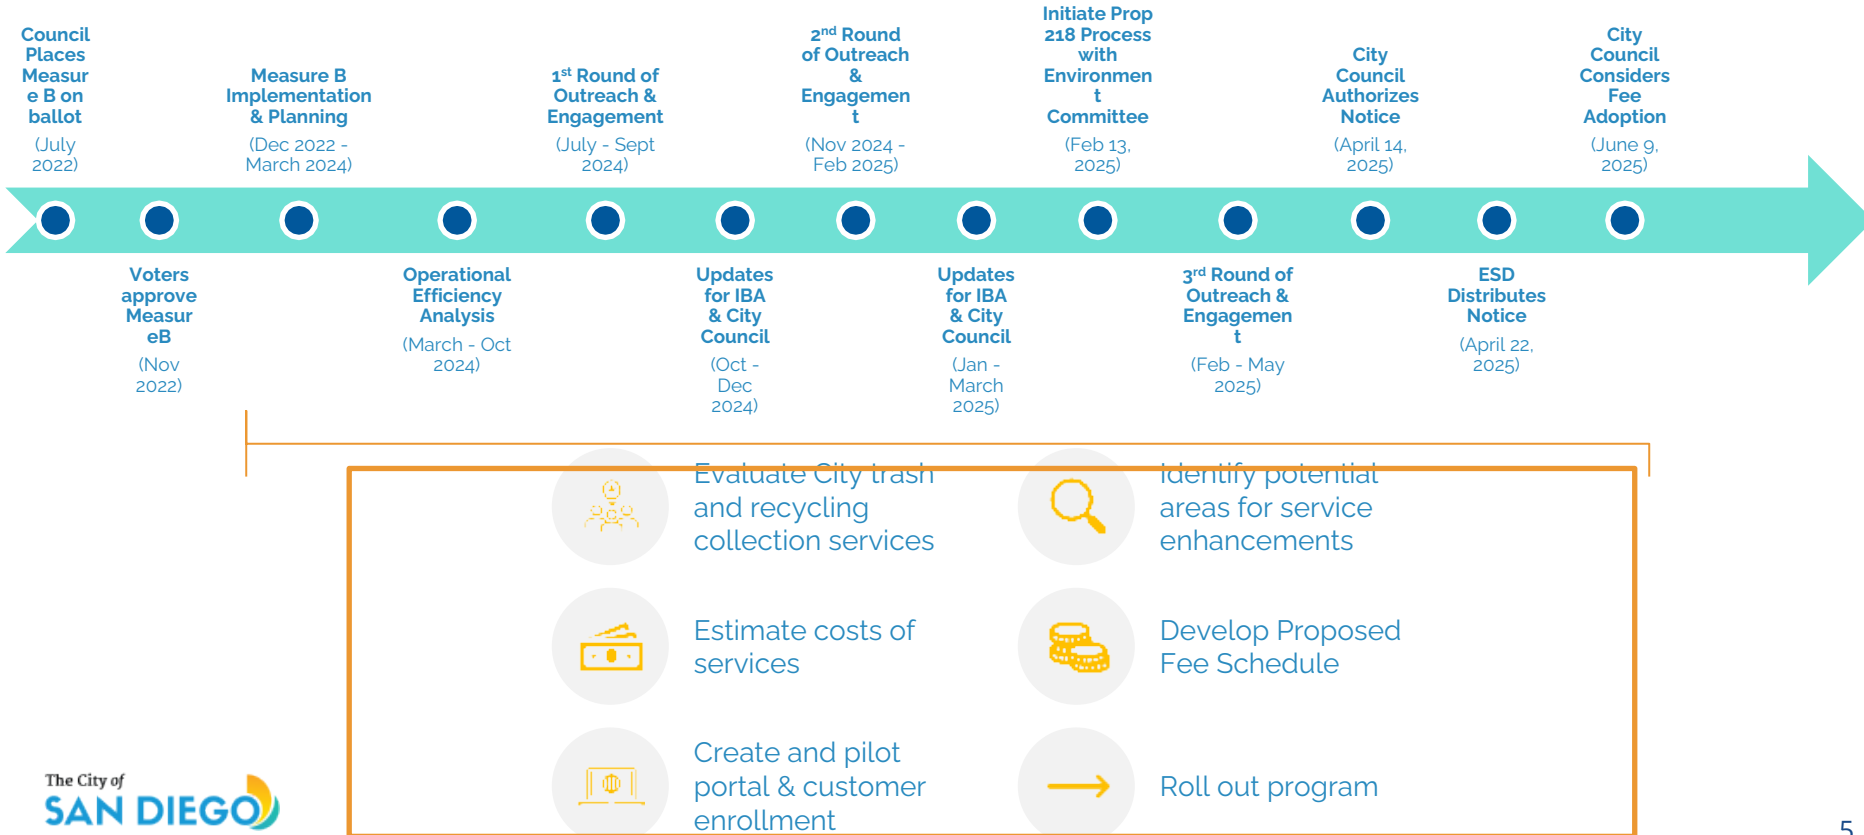 Council
Places
Measur
e B on
ballot
(July
2022)
Voters
approve
Measur
eB
(Nov
2022)
Measure B
Implementation
& Planning
(Dec 2022 -
March 2024)
Operational
Efficiency
Analysis
(March - Oct
2024)
1st Round of
Outreach &
Engagement
(July - Sept
2024)
Updates
for IBA
& City
Council
(Oct -
Dec
2024)
2nd Round
of Outreach
&
Engagemen
t
(Nov 2024 -
Feb 2025)
Updates
for IBA
& City
Council
(Jan -
March
2025)
Initiate Prop
218 Process
with
Environmen
t
Committee
(Feb 13,
2025)
3rd Round of
Outreach &
Engagemen
t
(Feb - May
2025)
City
Council
Authorizes
Notice
(April 14,
2025)
ESD
Distributes
Notice
(April 22,
2025)
City
Council
Considers
Fee
Adoption
(June 9,
2025)
Evaluate City trash
and recycling
collection services
Identify potential
areas for service
enhancements
Estimate costs of
services
Develop Proposed
Fee Schedule
Create and pilot
portal & customer
enrollment
Roll out program
The City of
SAN DIEGO
5